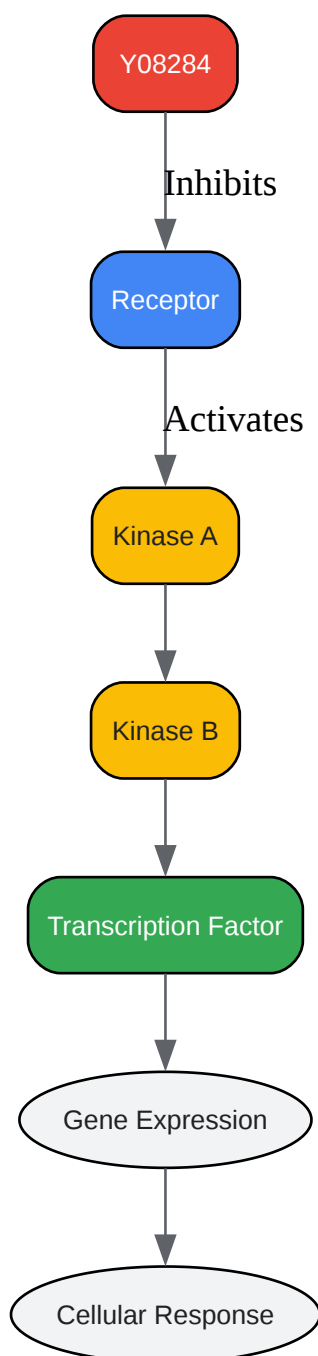 Y08284
Inhibits
Receptor
Activates
Kinase A
Kinase B
Transcription Factor
Gene Expression
Cellular Response